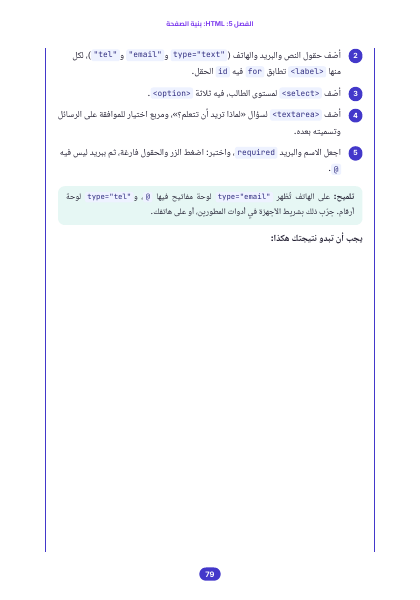 الفصل 5: HTML: بنية الصفحة
2 أضف حقول النص والبريد والهاتف (type="text" و "email" و "tel")، لكل
منها <label> تطابق for فيه id الحقل.
3 أضف <select> لمستوى الطالب، فيه ثلاثة <option>.
4 أضف <textarea> لسؤال «لماذا تريد أن تتعلم؟»، ومربع اختيار للموافقة على الرسائل
وتسميته بعده.
5 اجعل الاسم والبريد required، واختبر: اضغط الزر والحقول فارغة، ثم ببريد ليس فيه
@.
تلميح: على الهاتف تُظهر type="email" لوحة مفاتيح فيها @، و type="tel" لوحة
أرقام. جرّب ذلك بشريط الأجهزة في أدوات المطورين، أو على هاتفك.
يجب أن تبدو نتيجتك هكذا:
79